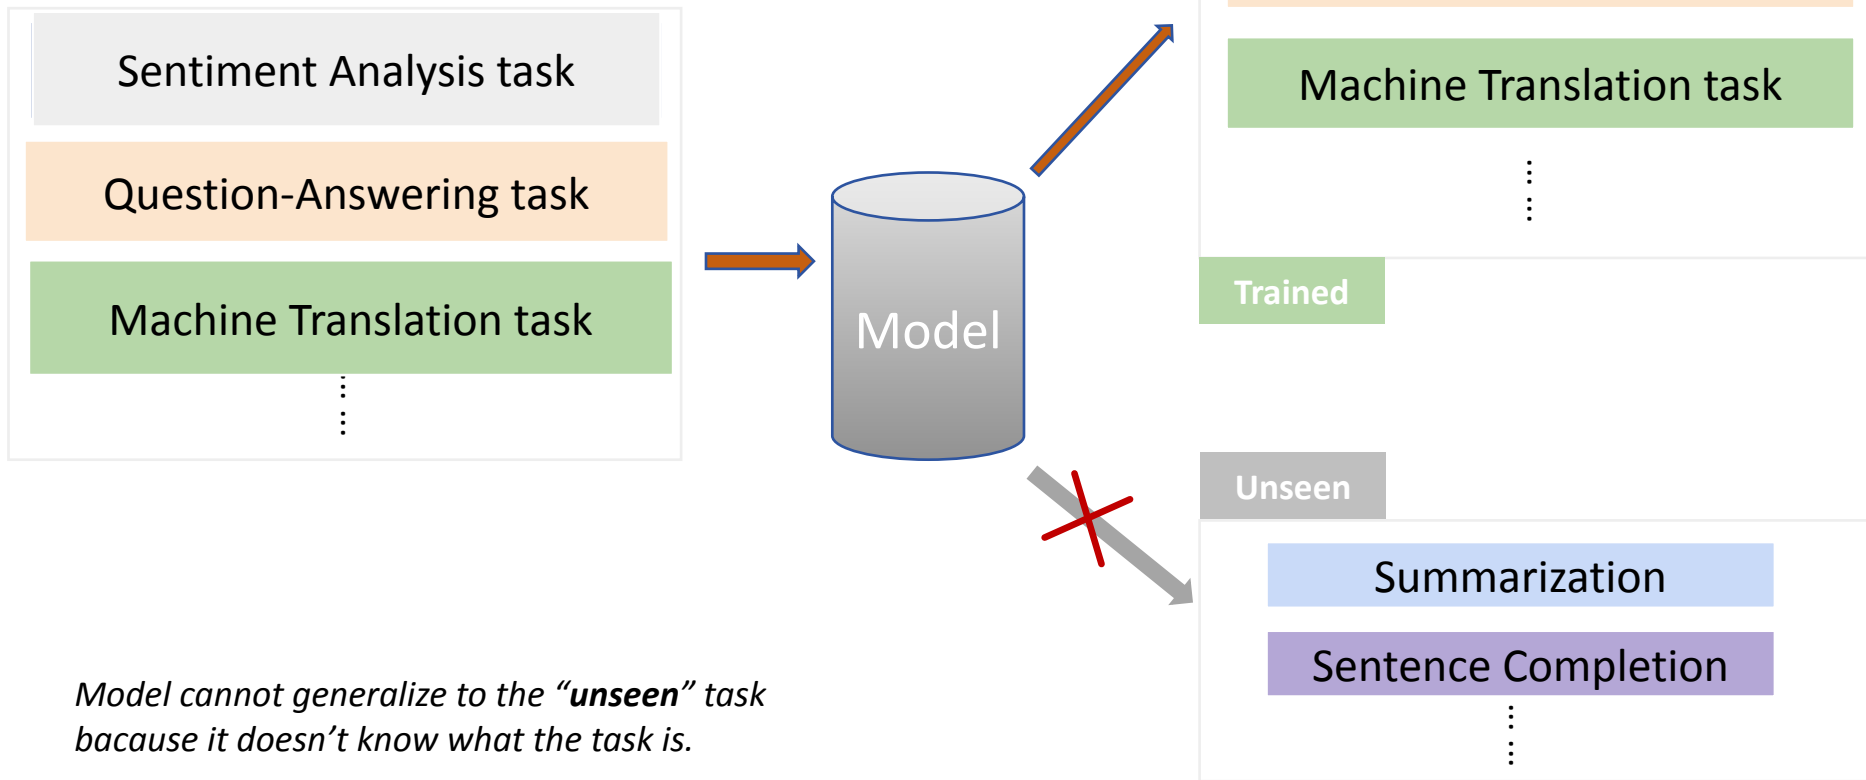 Sentiment Analysis task
Question-Answering task
Machine Translation task
Model
Machine Translation task
Trained
Unseen
Summarization
Sentence Completion
Model cannot generalize to the “unseen” task
bacause it doesn’t know what the task is.